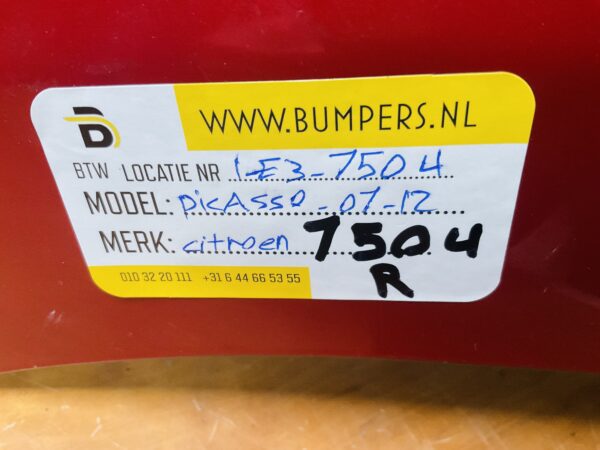 WWW.BUMPERS.NL
BTW LOCATIE NR 1-E3-7504
MODEL: PICASSO-07-12
MERK: citroen 7504
R
010 32 20 111 +31 6 44 66 53 55